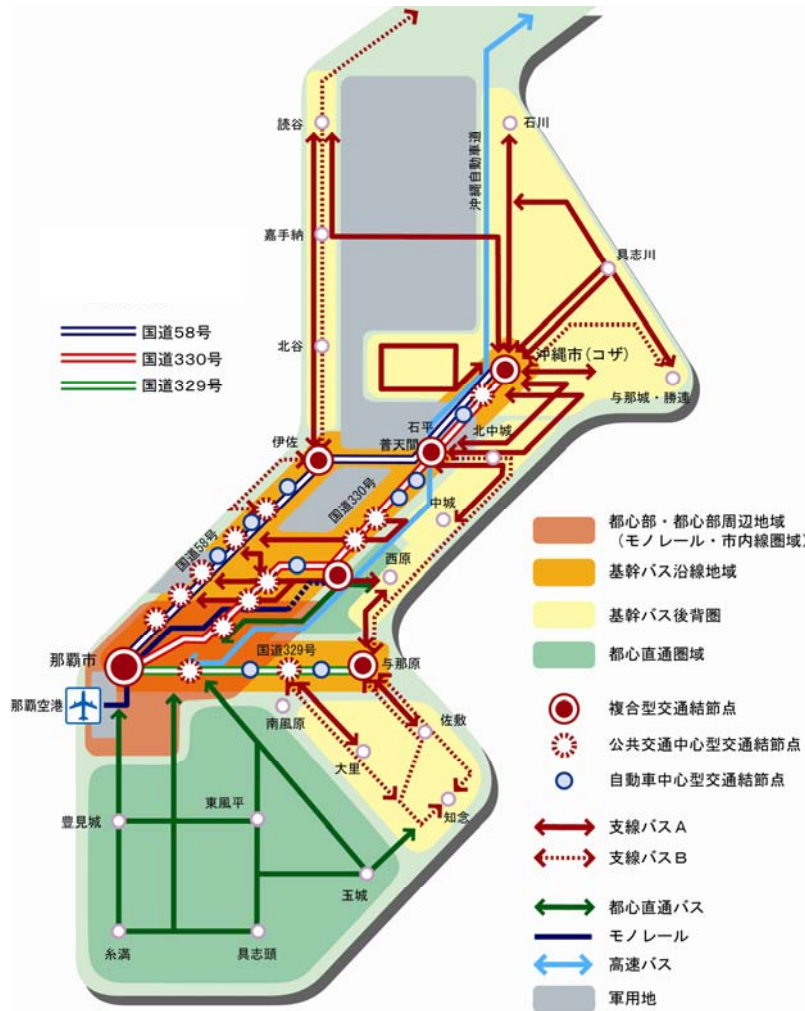 読谷
石川
沖縄自動車道
嘉手納
具志川
国道58号
国道330号
国道329号
北谷
沖縄市(コザ)
与那城・勝連
石平
北中城
伊佐
普天間
国道330号
中城
国道58号
西原
都心部・都心部周辺地域
(モノレール・市内線圏域)
基幹バス沿線地域
基幹バス後背圏
都心直通圏域
那覇市
国道329号
与那原
那覇空港
南風原
佐敷
大里
知念
複合型交通結節点
公共交通中心型交通結節点
自動車中心型交通結節点
豊見城
東風平
玉城
糸満
具志頭
支線バスA
支線バスB
都心直通バス
モノレール
高速バス
軍用地